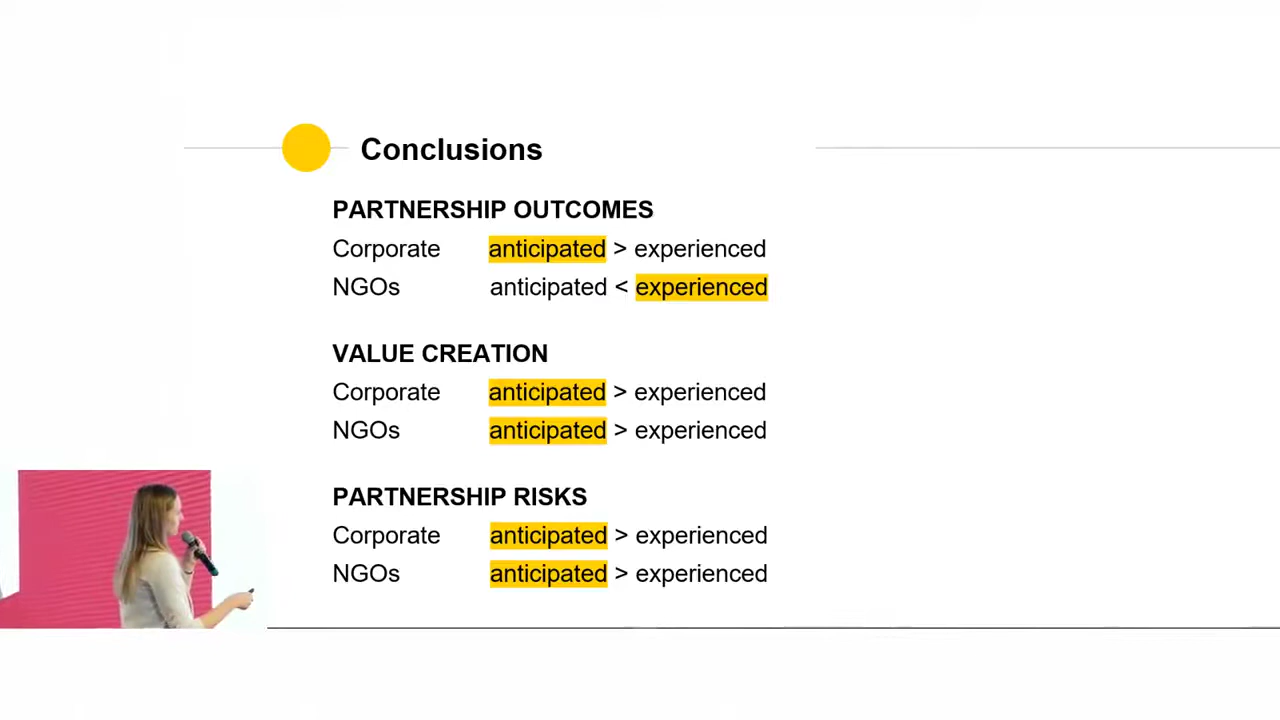 Conclusions
PARTNERSHIP OUTCOMES
Corporate anticipated > experienced
NGOs anticipated < experienced
VALUE CREATION
Corporate anticipated > experienced
NGOs anticipated > experienced
PARTNERSHIP RISKS
Corporate anticipated > experienced
NGOs anticipated > experienced